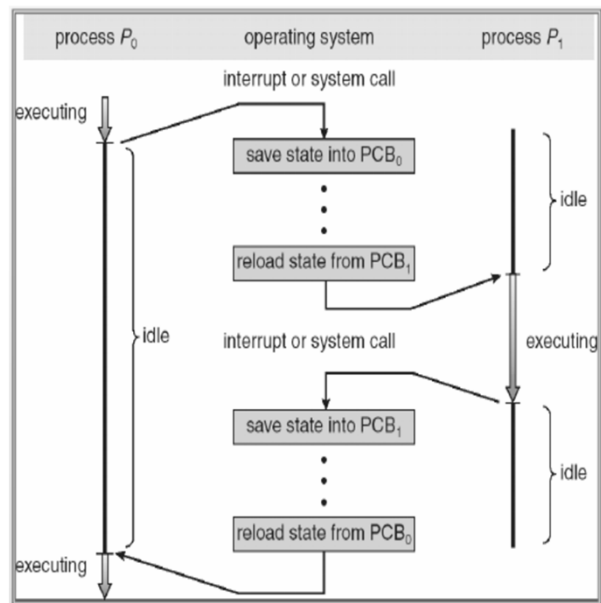 process P₀ operating system process P₁
interrupt or system call
executing
save state into PCB₀
idle
reload state from PCB₁
idle
interrupt or system call
executing
save state into PCB₁
idle
reload state from PCB₀
executing